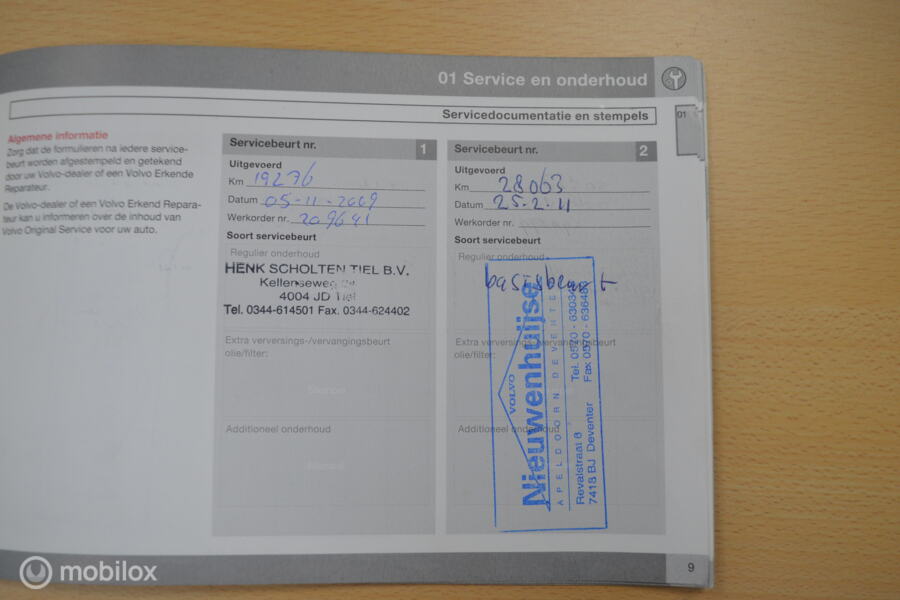 01 Service en onderhoud
Servicedocumentatie en stempels
01
Algemene informatie
Zorg dat de formulieren na iedere service-
beurt worden afgestempeld en getekend
door uw Volvo-dealer of een Volvo Erkende
Reparateur.
De Volvo-dealer of een Volvo Erkend Repara-
teur kan u informeren over de inhoud van
Volvo Original Service voor uw auto.
Servicebeurt nr. 1
Uitgevoerd
Km 19276
Datum 05-11-2009
Werkorder nr. 209641
Soort servicebeurt
Regulier onderhoud
HENK SCHOLTEN TIEL B.V.
Kellenseweg
4004 JD Tiel
Tel. 0344-614501 Fax. 0344-624402
Extra verversings-/vervangingsbeurt
olie/filter:
Additioneel onderhoud
Servicebeurt nr. 2
Uitgevoerd
Km 28063
Datum 25-2-11
Werkorder nr.
Soort servicebeurt
Regulier onderhoud
basisbeurt
Extra verversings-/vervangingsbeurt
olie/filter:
Additioneel onderhoud
VOLVO
Nieuwenhuijse
APELDOORN DEVENTE
Revalstraat 8 Tel. 0570 -
7418 BJ Deventer Fax 0570 -
9
mobilox